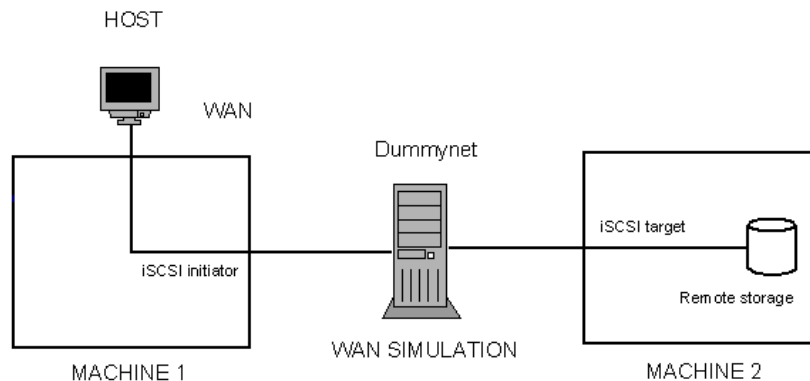 HOST
WAN
Dummynet
iSCSI initiator
iSCSI target
Remote storage
WAN SIMULATION
MACHINE 1
MACHINE 2